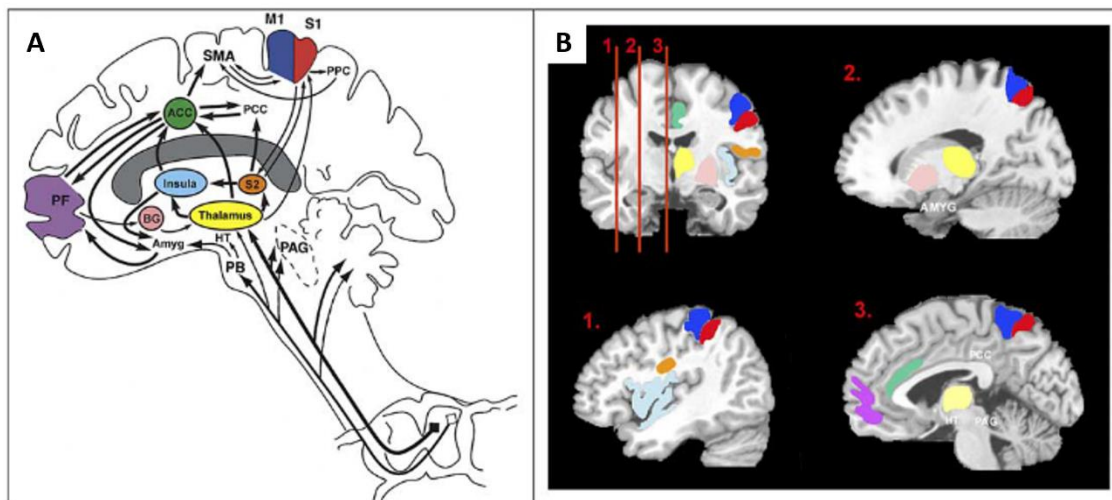 A
M1 S1
SMA
PPC
ACC
PCC
Insula
S2
PF
BG
Thalamus
Amyg
HT
PAG
PB
B
1 2 3
2.
AMYG
1.
3.
PCC
HT PAG